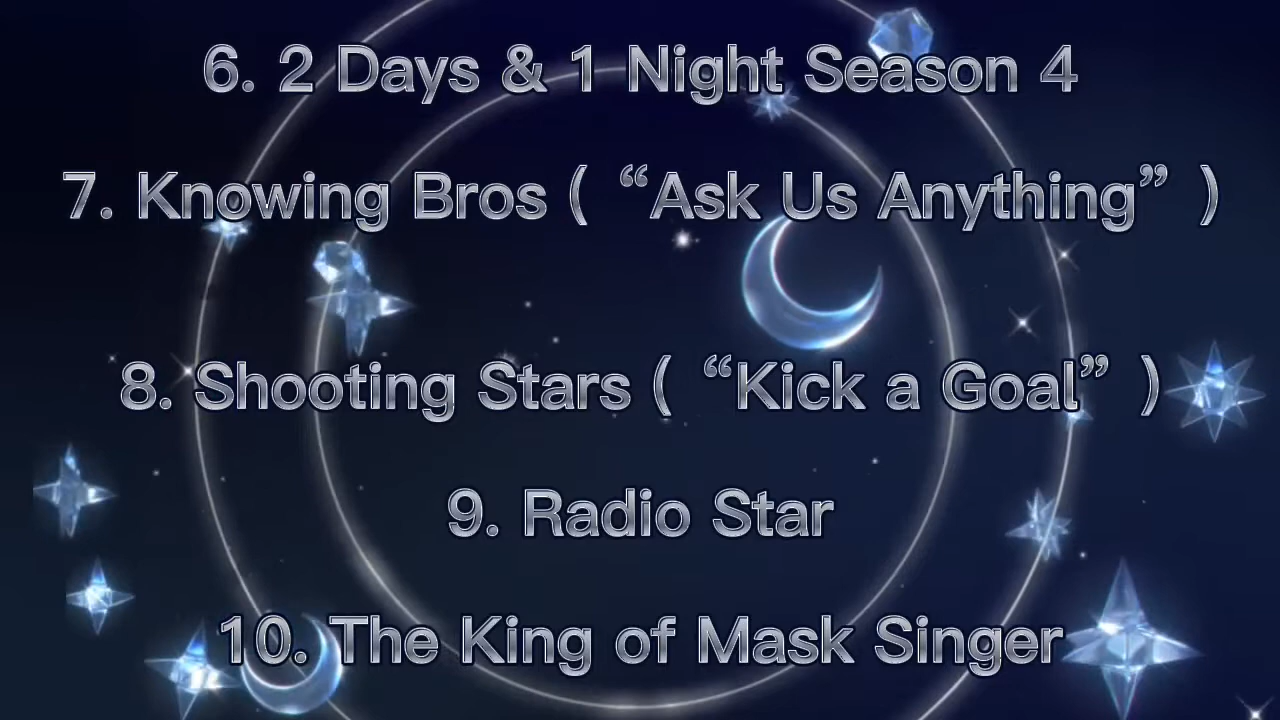 6. 2 Days & 1 Night Season 4
7. Knowing Bros ( “Ask Us Anything” )
8. Shooting Stars ( “Kick a Goal” )
9. Radio Star
10. The King of Mask Singer